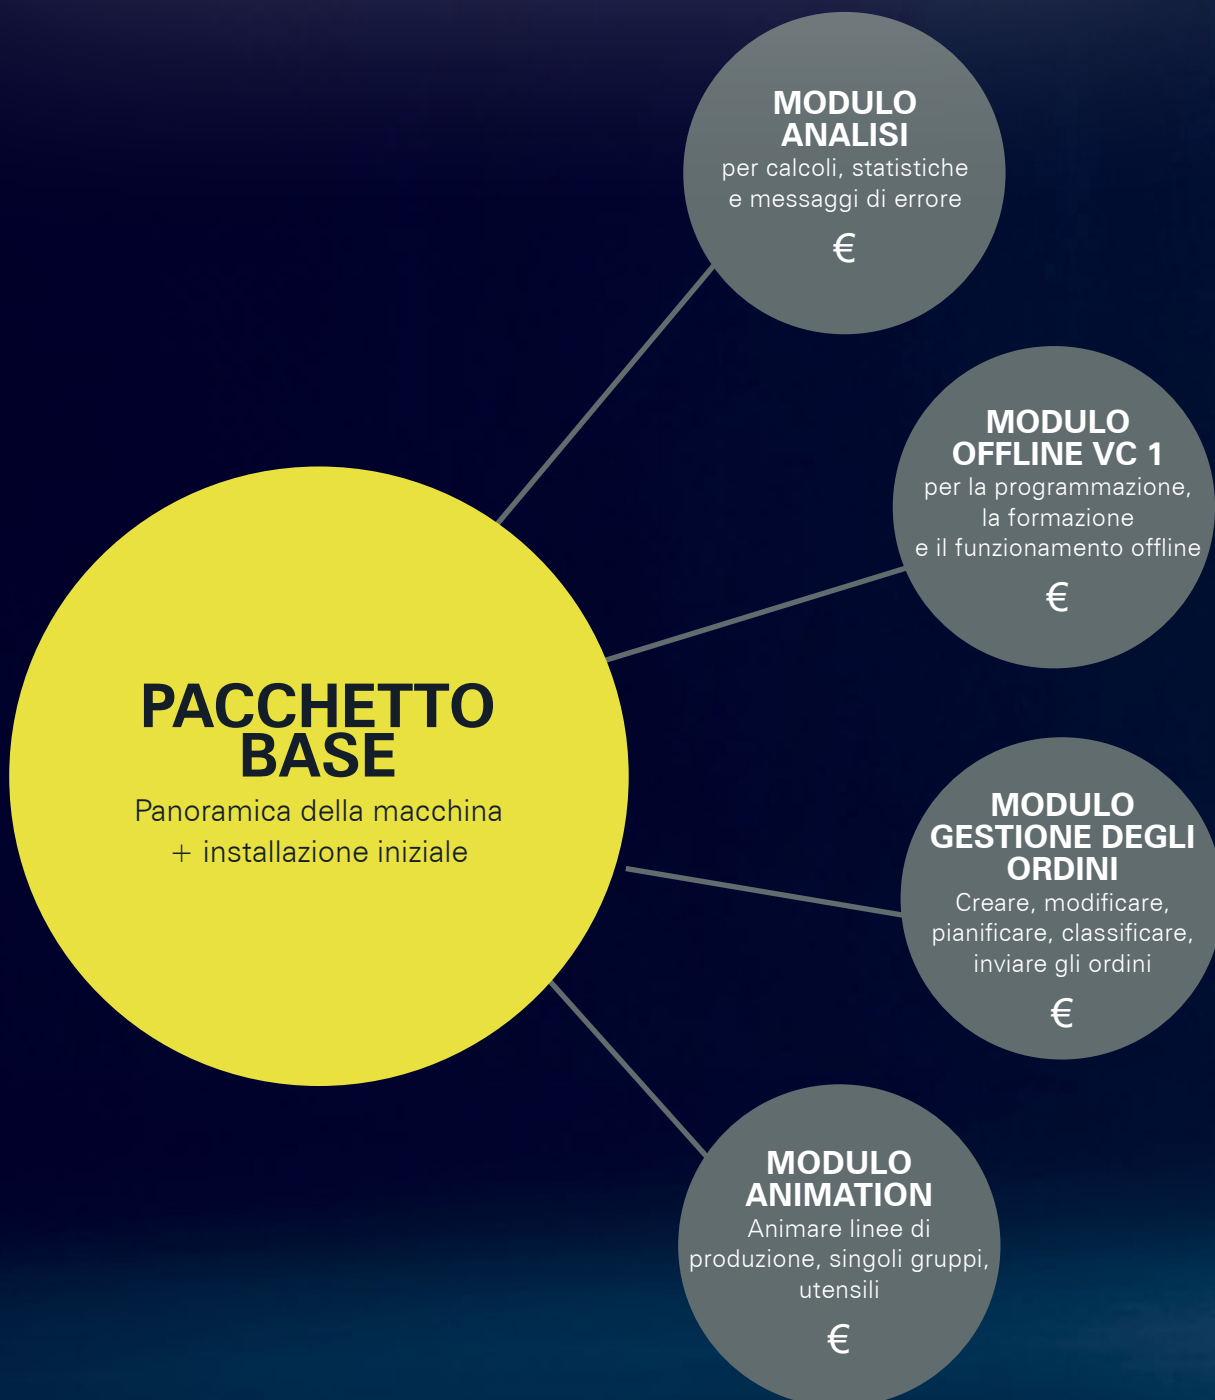 MODULO
ANALISI
per calcoli, statistiche
e messaggi di errore
€
MODULO
OFFLINE VC 1
per la programmazione,
la formazione
e il funzionamento offline
€
PACCHETTO
BASE
Panoramica della macchina
+ installazione iniziale
MODULO
GESTIONE DEGLI
ORDINI
Creare, modificare,
pianificare, classificare,
inviare gli ordini
€
MODULO
ANIMATION
Animare linee di
produzione, singoli gruppi,
utensili
€